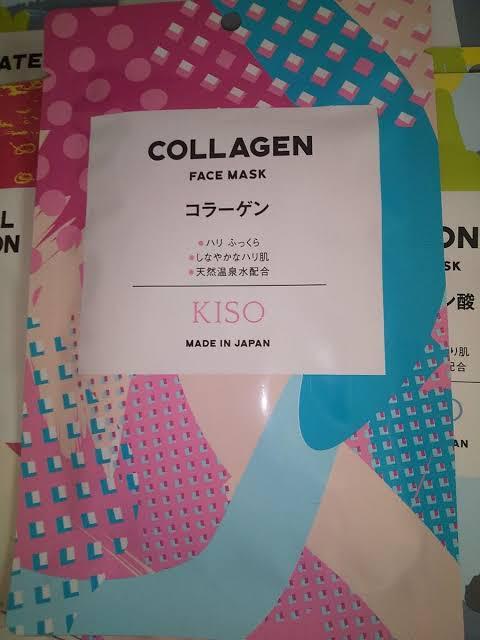 COLLAGEN
FACE MASK
コラーゲン
●ハリ ふっくら
●しなやかなハリ肌
●天然温泉水配合
KISO
MADE IN JAPAN
ATE
L
ON
ON
SK
ン酸
り肌
配合
AN